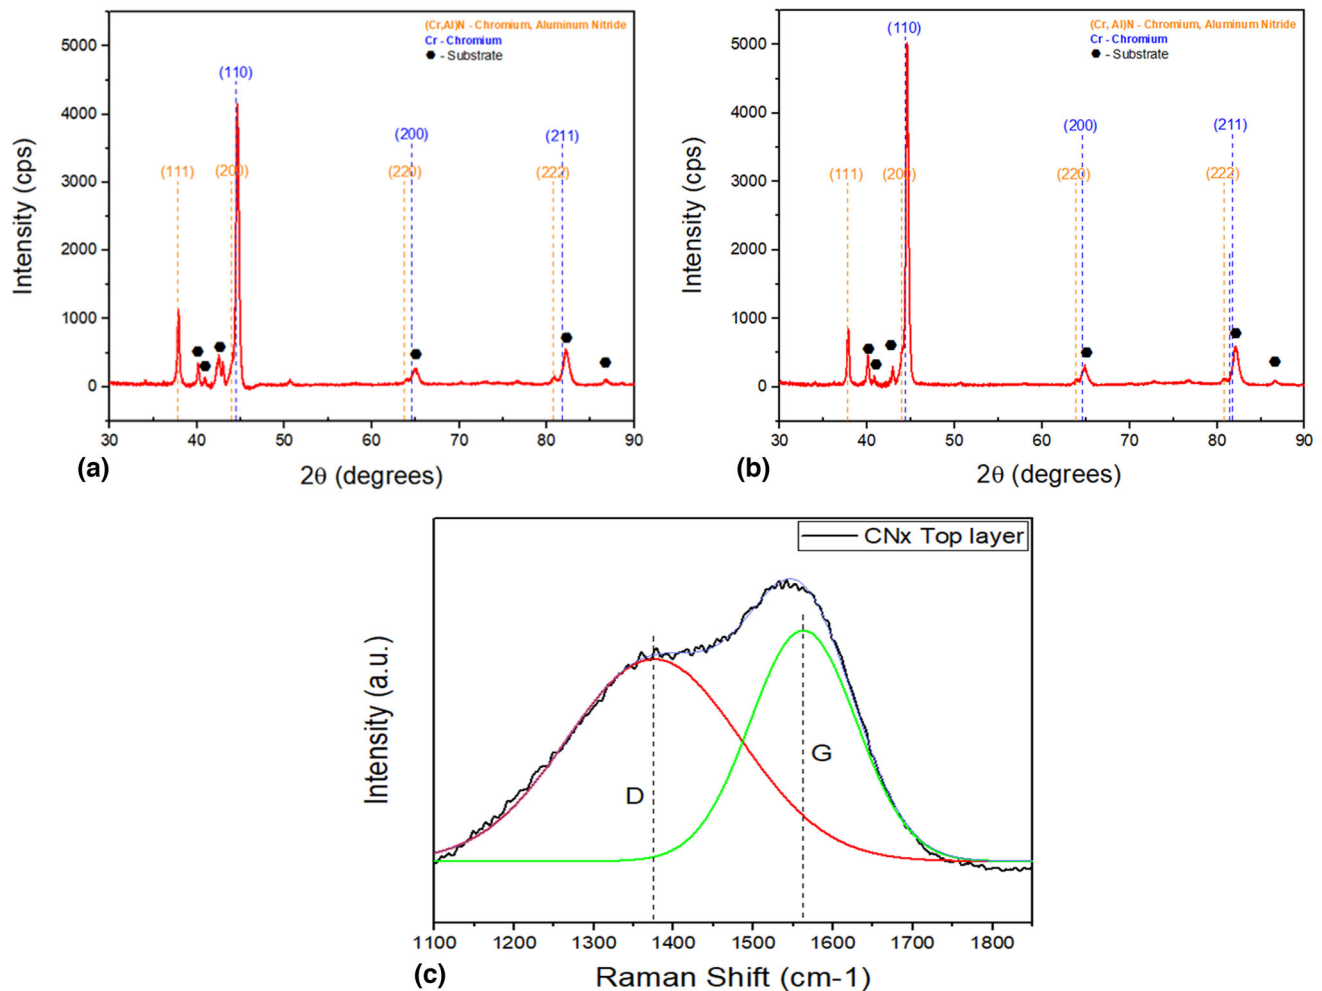 (Cr,Al)N - Chromium, Aluminum Nitride
Cr - Chromium
- Substrate
(110)
(200)
(211)
(111)
(200)
(220)
(222)
5000
4000
3000
2000
1000
0
Intensity (cps)
30
40
50
60
70
80
90
2θ (degrees)
(a)
(Cr, Al)N - Chromium, Aluminum Nitride
Cr - Chromium
- Substrate
(110)
(200)
(211)
(111)
(200)
(220)
(222)
5000
4000
3000
2000
1000
0
Intensity (cps)
30
40
50
60
70
80
90
2θ (degrees)
(b)
CNx Top layer
D
G
Intensity (a.u.)
1100
1200
1300
1400
1500
1600
1700
1800
Raman Shift (cm-1)
(c)